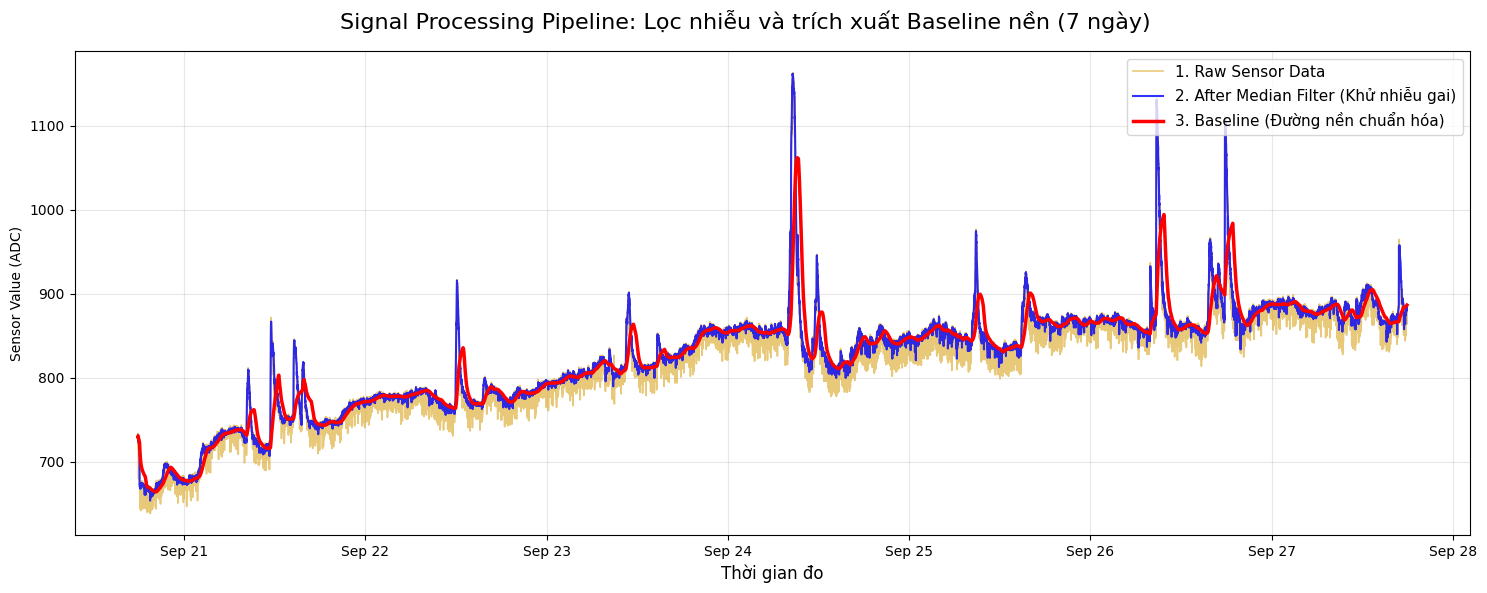 Signal Processing Pipeline: Lọc nhiễu và trích xuất Baseline nền (7 ngày)
1. Raw Sensor Data
2. After Median Filter (Khử nhiễu gai)
3. Baseline (Đường nền chuẩn hóa)
Sensor Value (ADC)
1100
1000
900
800
700
Sep 21
Sep 22
Sep 23
Sep 24
Sep 25
Sep 26
Sep 27
Sep 28
Thời gian đo